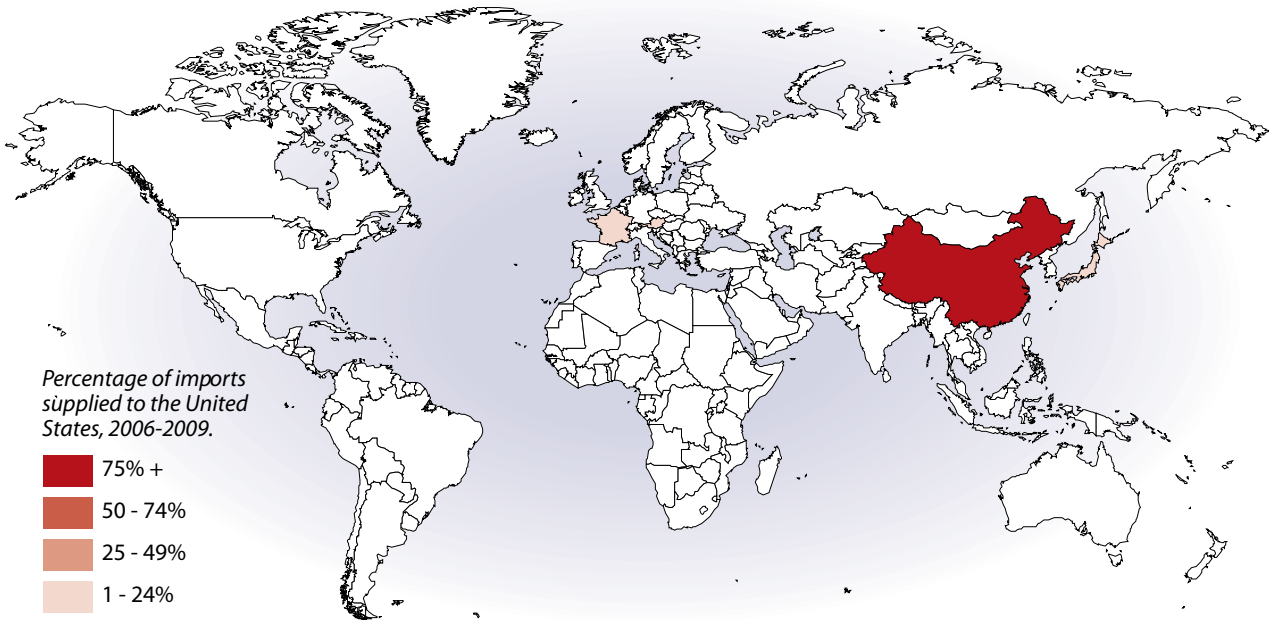 Percentage of imports
supplied to the United
States, 2006-2009.
75% +
50 - 74%
25 - 49%
1 - 24%